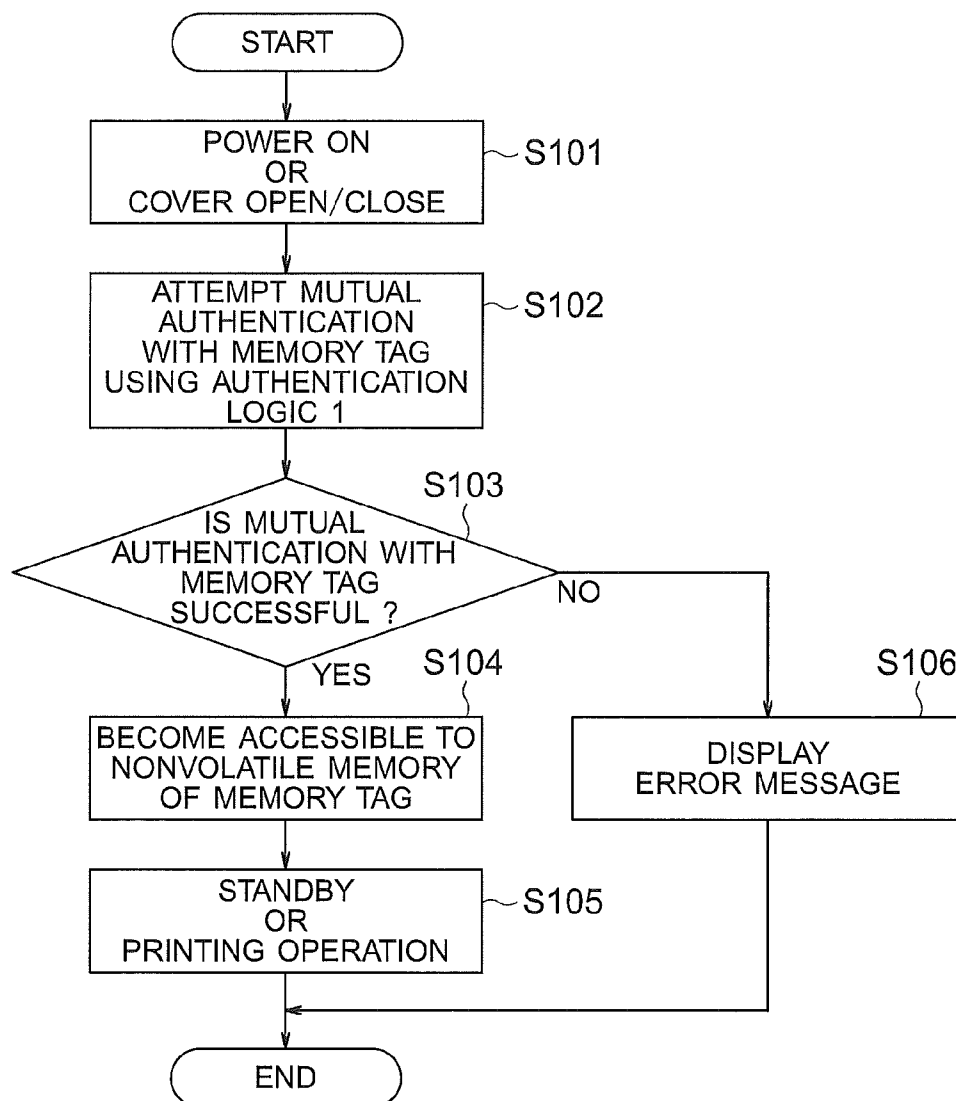 START
POWER ON
OR
COVER OPEN/CLOSE
S101
ATTEMPT MUTUAL
AUTHENTICATION
WITH MEMORY TAG
USING AUTHENTICATION
LOGIC 1
S102
S103
IS MUTUAL
AUTHENTICATION WITH
MEMORY TAG
SUCCESSFUL ?
NO
YES
S104
BECOME ACCESSIBLE TO
NONVOLATILE MEMORY
OF MEMORY TAG
S106
DISPLAY
ERROR MESSAGE
STANDBY
OR
PRINTING OPERATION
S105
END